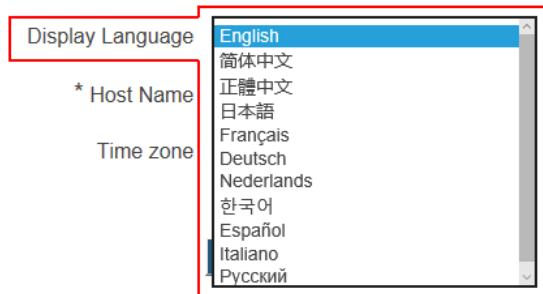 Display Language
English
简体中文
* Host Name
正體中文
日本語
Time zone
Français
Deutsch
Nederlands
한국어
Español
Italiano
Русский